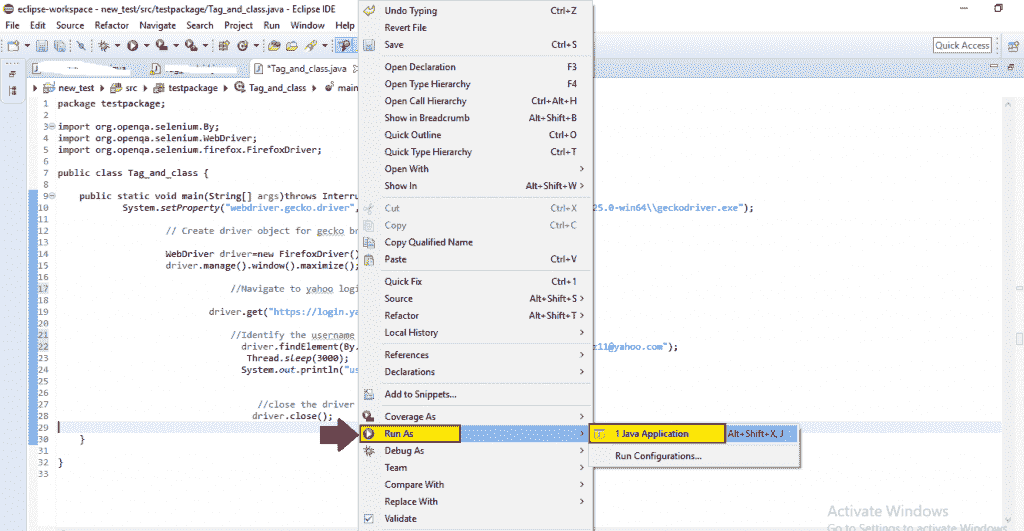 eclipse-workspace - new_test/src/testpackage/Tag_and_class.java - Eclipse IDE
File Edit Source Refactor Navigate Search Project Run Window Help
Quick Access
*Tag_and_class.java
new_test src testpackage Tag_and_class main
1 package testpackage;
2
3 import org.openqa.selenium.By;
4 import org.openqa.selenium.WebDriver;
5 import org.openqa.selenium.firefox.FirefoxDriver;
6
7 public class Tag_and_class {
8
9 public static void main(String[] args)throws Interru
10 System.setProperty("webdriver.gecko.driver", 25.0-win64\\geckodriver.exe");
11
12 // Create driver object for gecko br
13
14 WebDriver driver=new FirefoxDriver()
15 driver.manage().window().maximize();
16
17 //Navigate to yahoo logi
18
19 driver.get("https://login.ya
20
21 //Identify the username
22 driver.findElement(By. 11@yahoo.com");
23 Thread.sleep(3000);
24 System.out.println("us
25
26
27 //close the driver
28 driver.close();
29
30 }
31
32 }
33
Undo Typing Ctrl+Z
Revert File
Save Ctrl+S
Open Declaration F3
Open Type Hierarchy F4
Open Call Hierarchy Ctrl+Alt+H
Show in Breadcrumb Alt+Shift+B
Quick Outline Ctrl+O
Quick Type Hierarchy Ctrl+T
Open With >
Show In Alt+Shift+W >
Cut Ctrl+X
Copy Ctrl+C
Copy Qualified Name
Paste Ctrl+V
Quick Fix Ctrl+1
Source Alt+Shift+S >
Refactor Alt+Shift+T >
Local History >
References >
Declarations >
Add to Snippets...
Coverage As >
Run As >
Debug As >
Team >
Compare With >
Replace With >
Validate
1 Java Application Alt+Shift+X, J
Run Configurations...
Activate Windows
Go to Settings to activate Windows